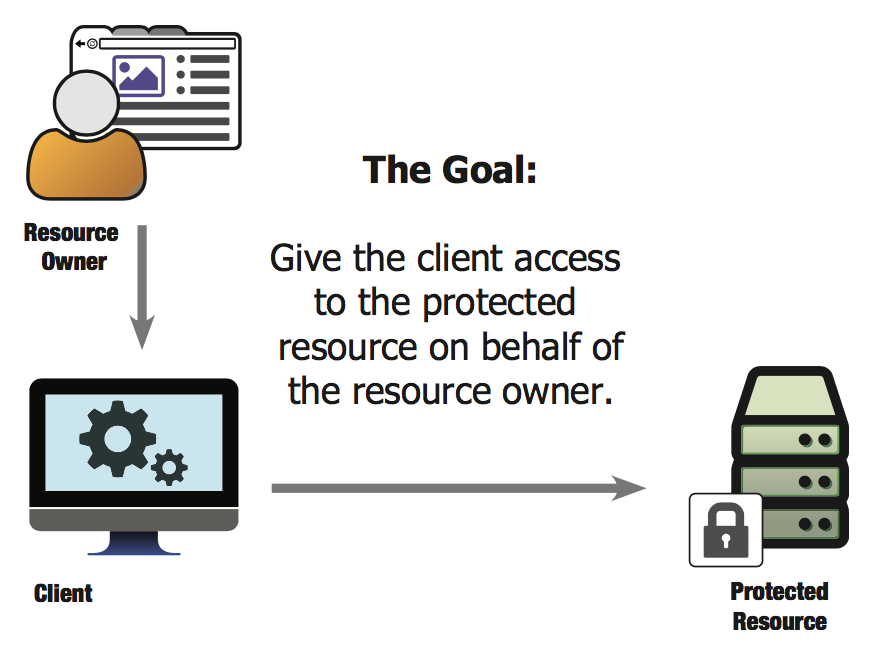 The Goal:
Resource
Owner
Give the client access
to the protected
resource on behalf of
the resource owner.
Client
Protected
Resource